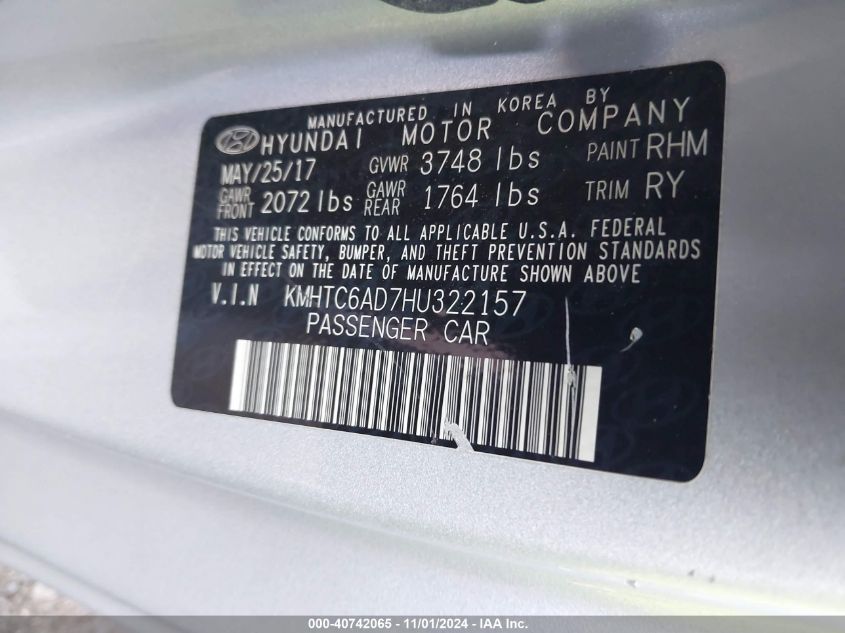 MANUFACTURED IN KOREA BY
HYUNDAI MOTOR COMPANY
MAY/25/17 GVWR 3748 lbs PAINT RHM
GAWR FRONT 2072 lbs GAWR REAR 1764 lbs TRIM RY
THIS VEHICLE CONFORMS TO ALL APPLICABLE U.S.A. FEDERAL
MOTOR VEHICLE SAFETY, BUMPER, AND THEFT PREVENTION STANDARDS
IN EFFECT ON THE DATE OF MANUFACTURE SHOWN ABOVE
V.I.N KMHTC6AD7HU322157
PASSENGER CAR
000-40742065 - 11/01/2024 - IAA Inc.